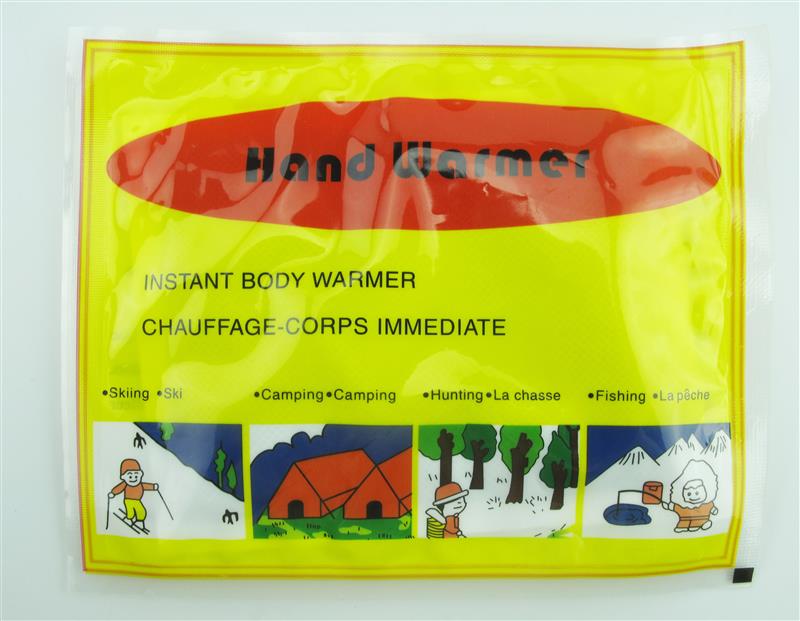 Hand Warmer
INSTANT BODY WARMER
CHAUFFAGE-CORPS IMMEDIATE
•Skiing •Ski •Camping•Camping •Hunting•La chasse •Fishing •La pêche